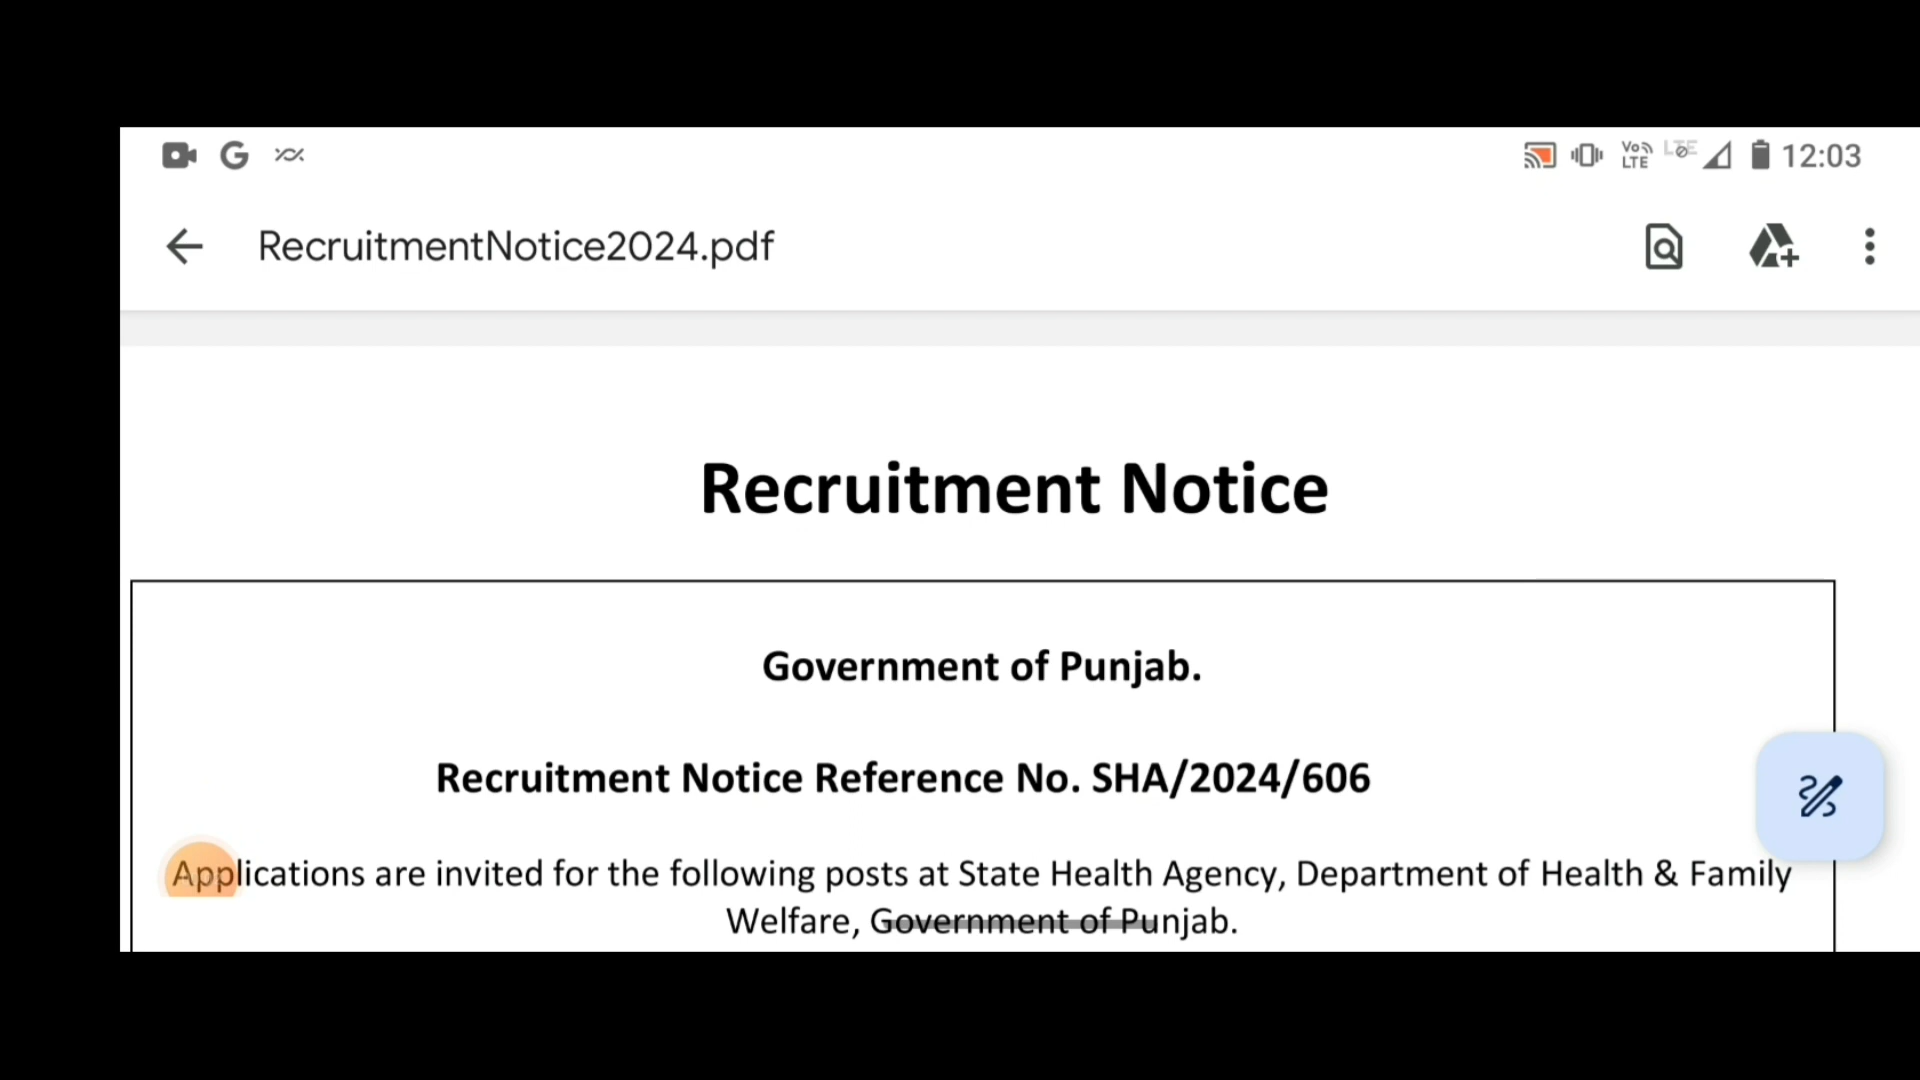 12:03
RecruitmentNotice2024.pdf
Recruitment Notice
Government of Punjab.
Recruitment Notice Reference No. SHA/2024/606
Applications are invited for the following posts at State Health Agency, Department of Health & Family
Welfare, Government of Punjab.